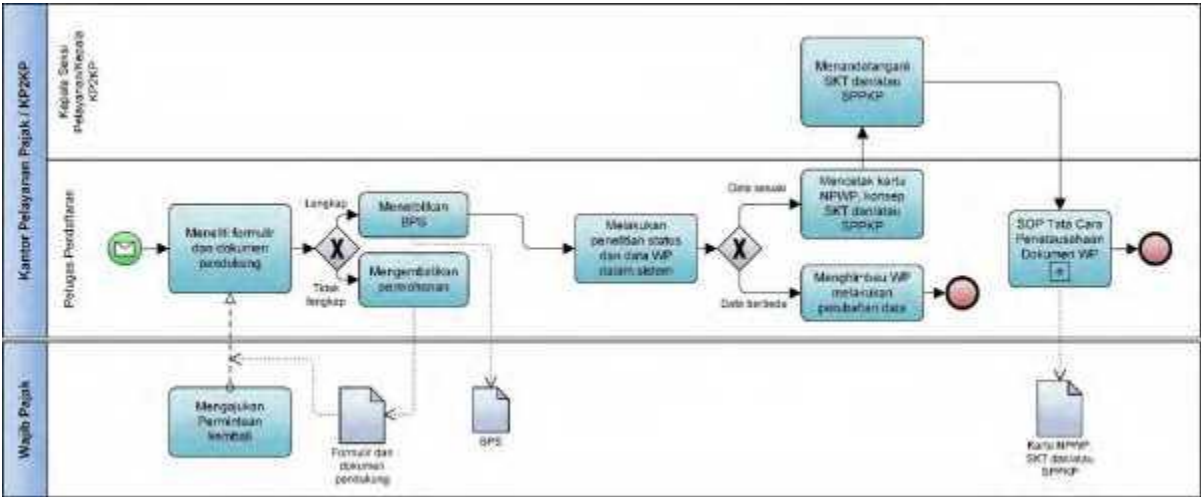 Kantor Pelayanan Pajak / KP2KP
Kepala Seksi
Pelayanan/Kepala
KP2KP
Menandatangani
SKT dan/atau
SPPKP
Petugas Pendaftaran
Meneliti formulir
dan dokumen
pendukung
Lengkap
Tidak
lengkap
Menerbitkan
BPS
Mengembalikan
permohonan
Melakukan
penelitian status
dan data WP
dalam sistem
Data sesuai
Data berbeda
Mencetak kartu
NPWP, konsep
SKT dan/atau
SPPKP
Menghimbau WP
melakukan
perubahan data
SOP Tata Cara
Penatausahaan
Dokumen WP
Wajib Pajak
Mengajukan
Permintaan
kembali
Formulir dan
dokumen
pendukung
BPS
Kartu NPWP,
SKT dan/atau
SPPKP